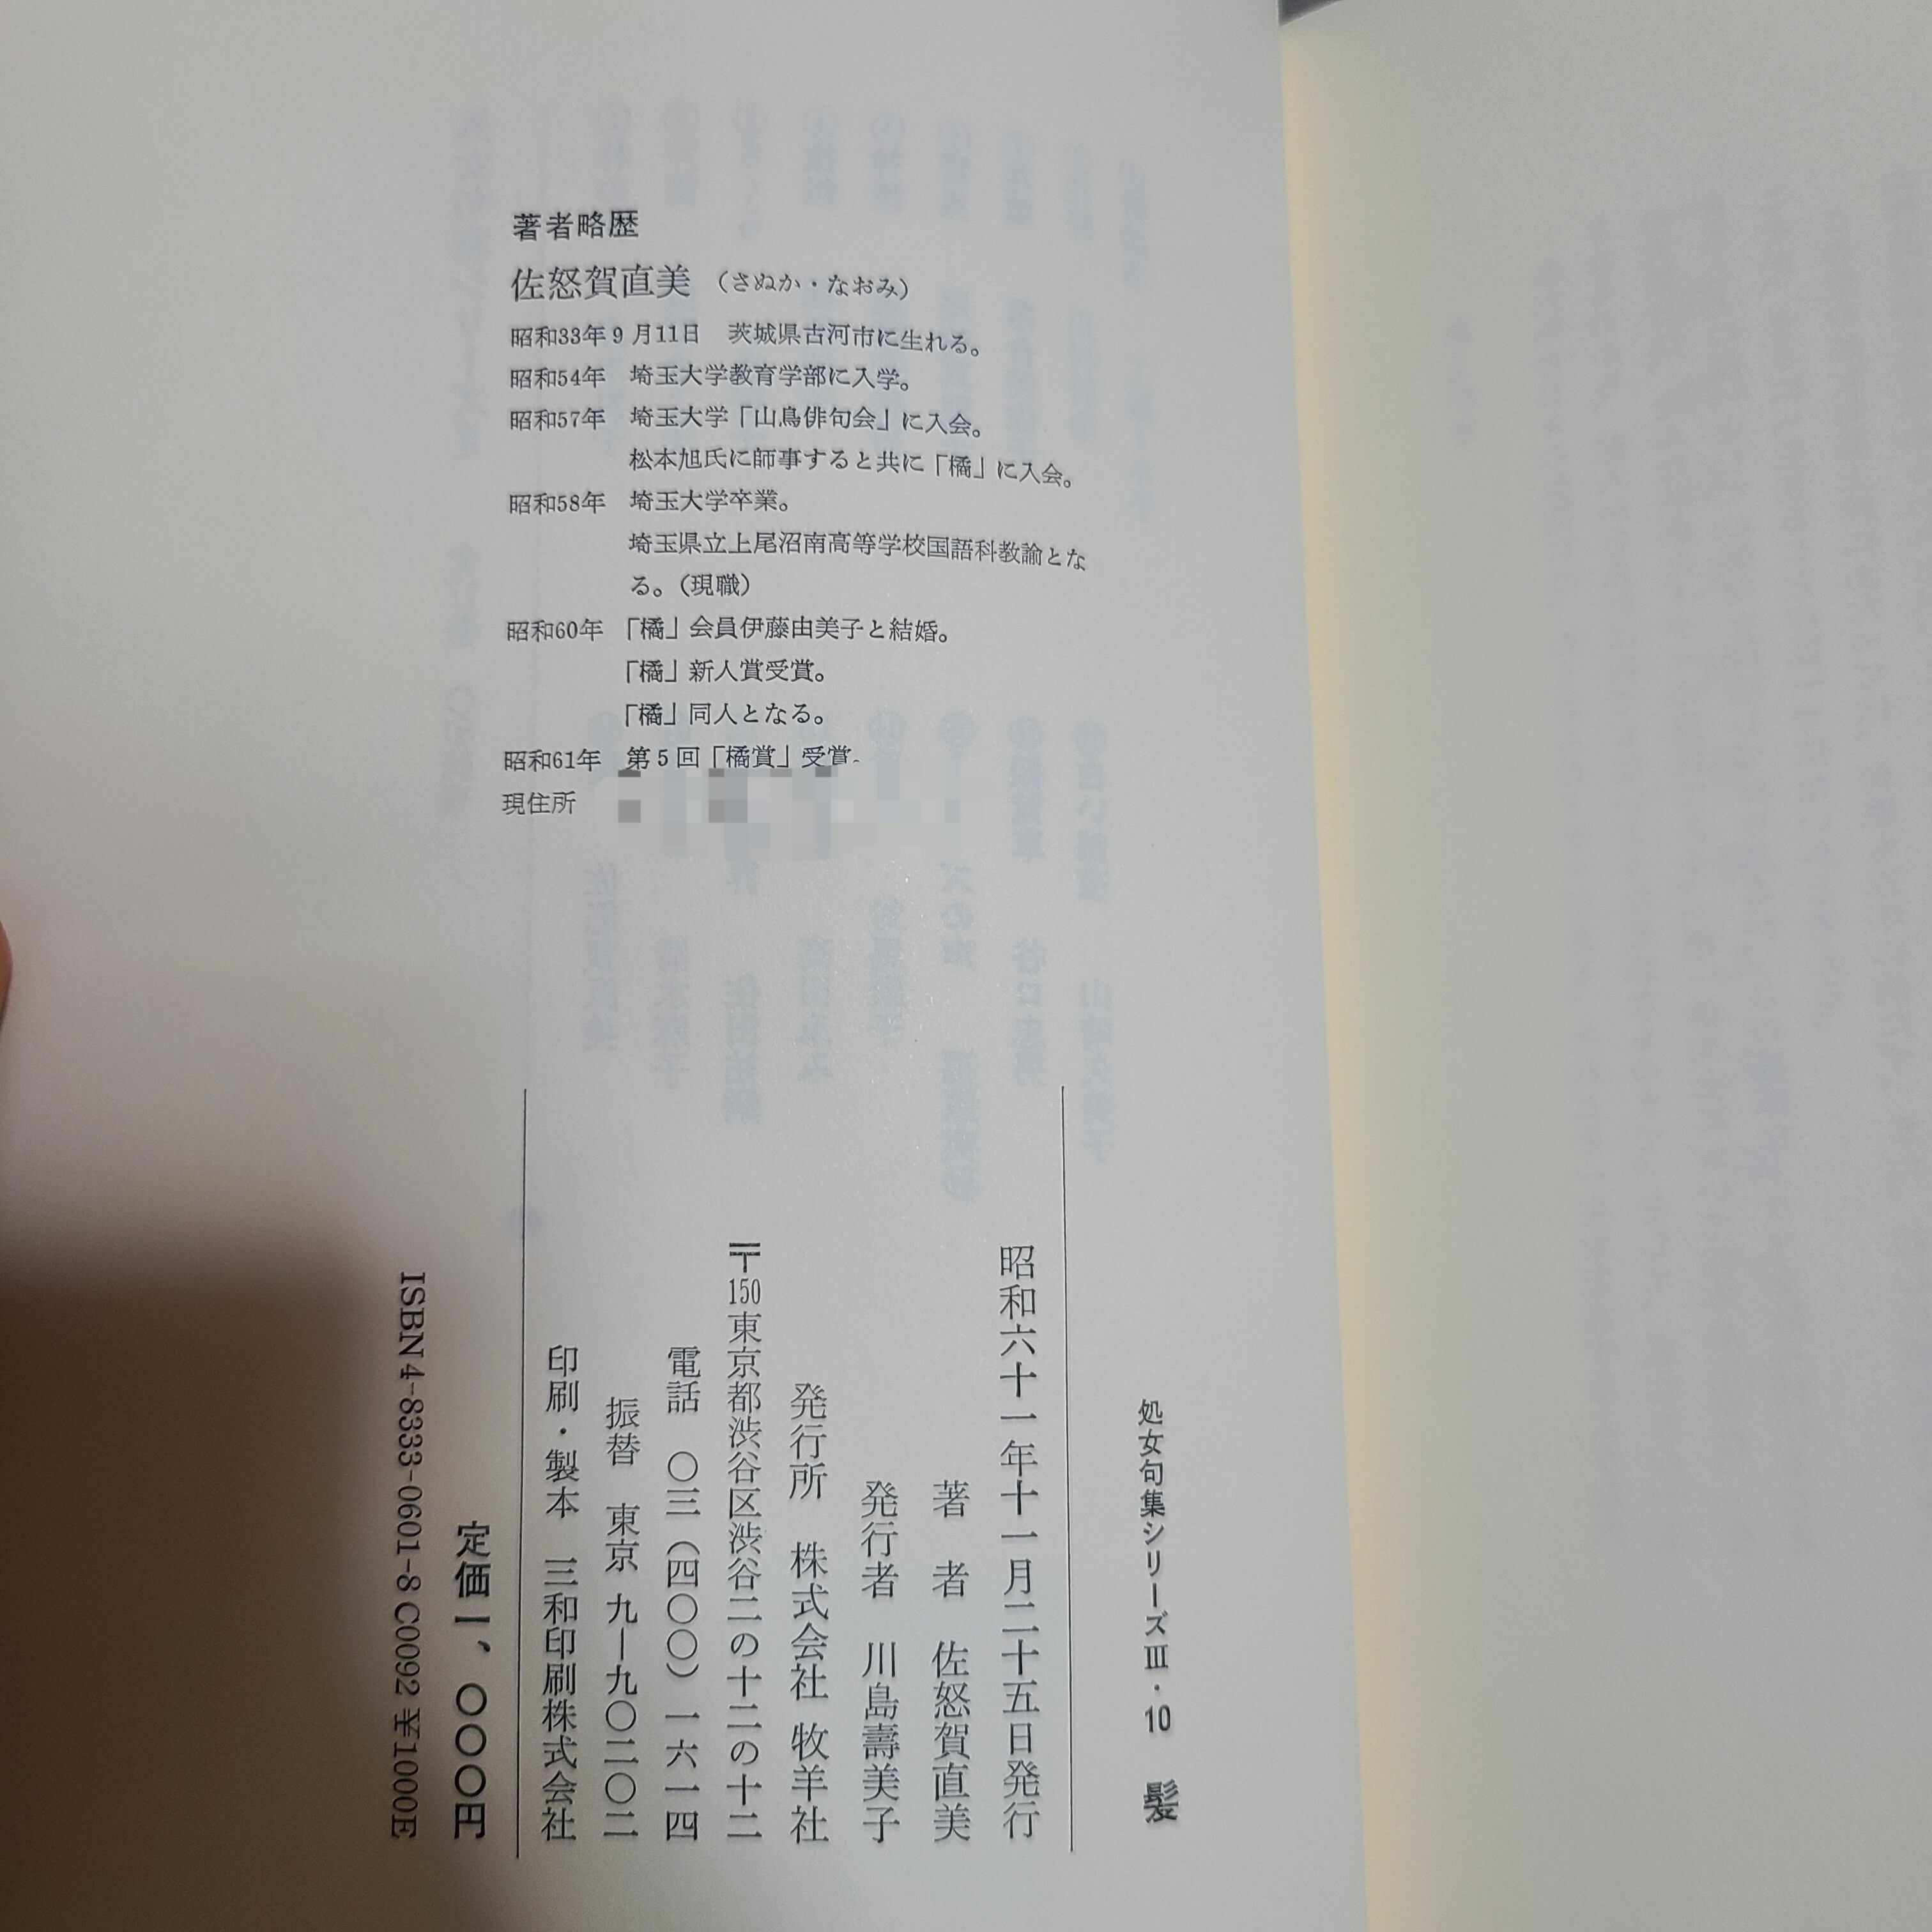 著者略歴
佐怒賀直美 （さぬか・なおみ）
昭和33年9月11日 茨城県古河市に生れる。
昭和54年 埼玉大学教育学部に入学。
昭和57年 埼玉大学「山鳥俳句会」に入会。
松本旭氏に師事すると共に「橘」に入会。
昭和58年 埼玉大学卒業。
埼玉県立上尾沼南高等学校国語科教諭とな
る。（現職）
昭和60年 「橘」会員伊藤由美子と結婚。
「橘」新人賞受賞。
「橘」同人となる。
昭和61年 第5回「橘賞」受賞。
現住所
処女句集シリーズⅢ・10 髪
昭和六十一年十一月二十五日発行
著者 佐怒賀直美
発行者 川島壽美子
発行所 株式会社 牧羊社
〒150東京都渋谷区渋谷二の十二の十二
電話 〇三（四〇〇）一六一四
振替 東京 九―九〇二〇二
印刷・製本 三和印刷株式会社
定価一、〇〇〇円
ISBN4-8333-0601-8 C0092 ¥1000E